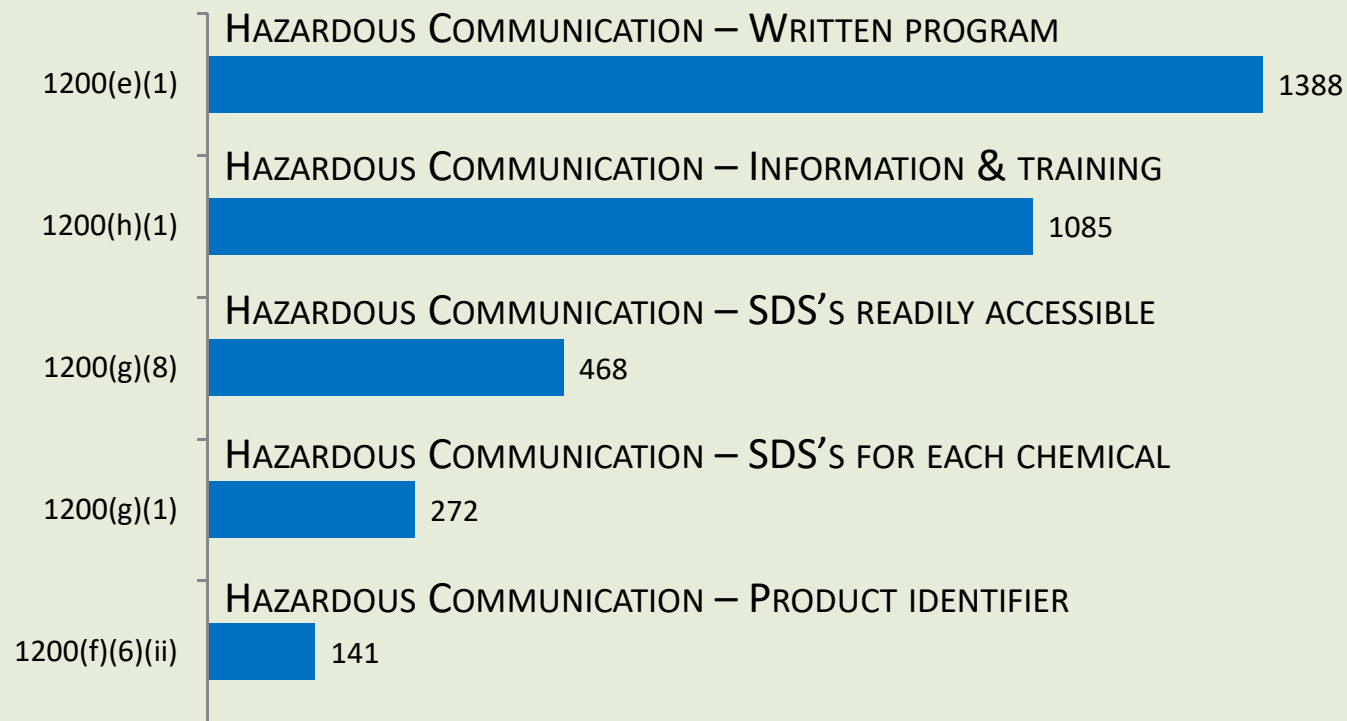 Hazardous Communication – Written program
1200(e)(1)
1388
Hazardous Communication – Information & training
1200(h)(1)
1085
Hazardous Communication – SDS's readily accessible
1200(g)(8)
468
Hazardous Communication – SDS's for each chemical
1200(g)(1)
272
Hazardous Communication – Product identifier
1200(f)(6)(ii)
141